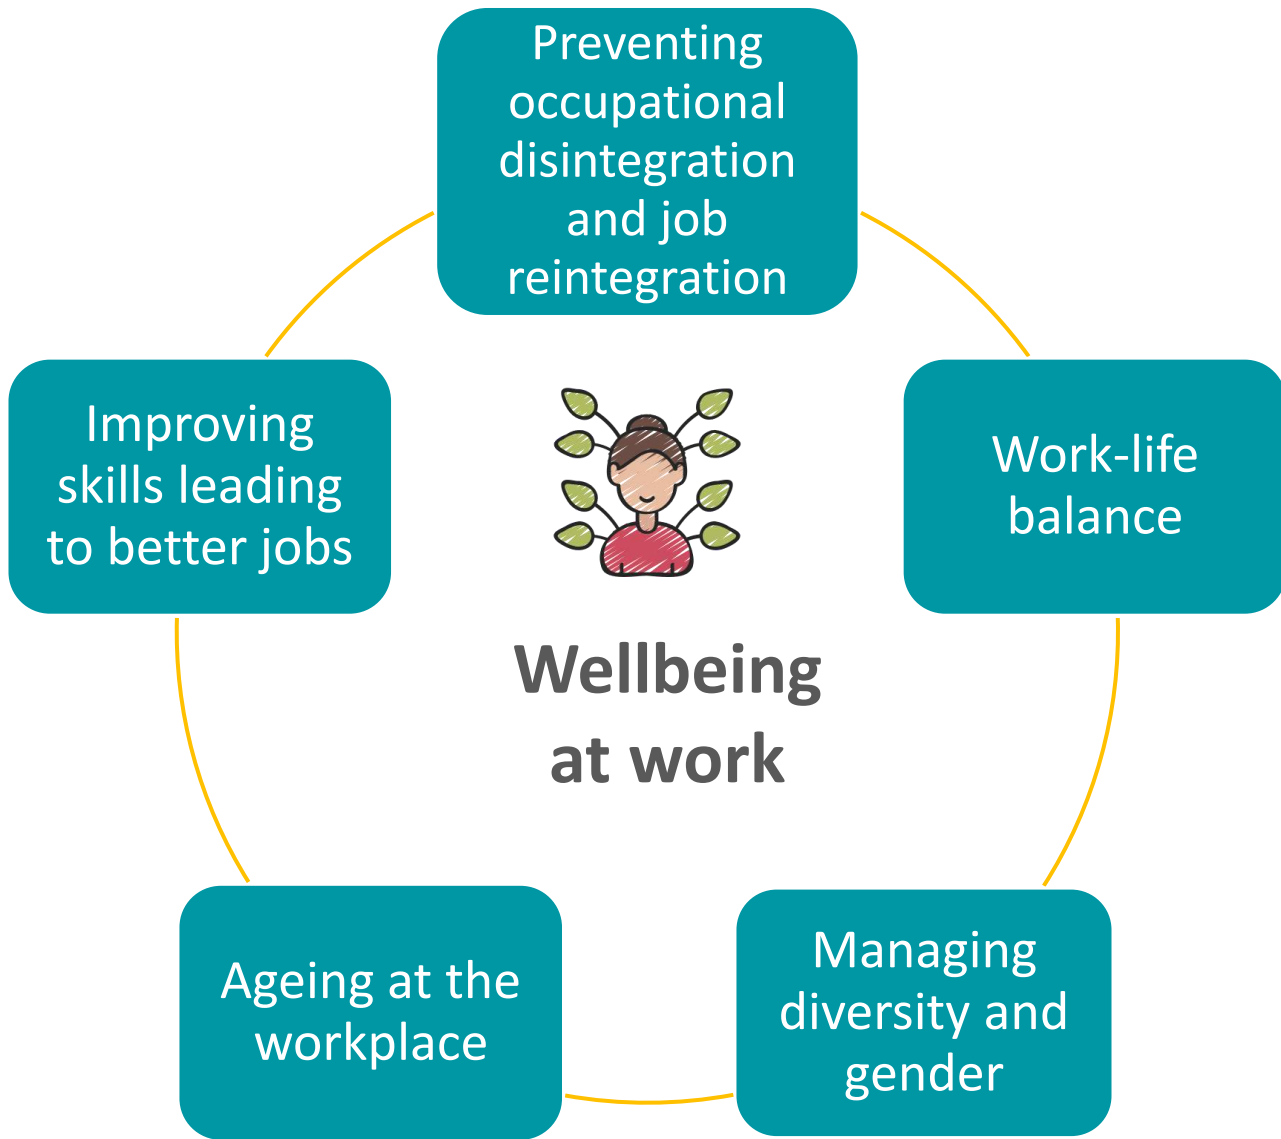 Preventing
occupational
disintegration
and job
reintegration
Improving
skills leading
to better jobs
Work-life
balance
Wellbeing
at work
Ageing at the
workplace
Managing
diversity and
gender